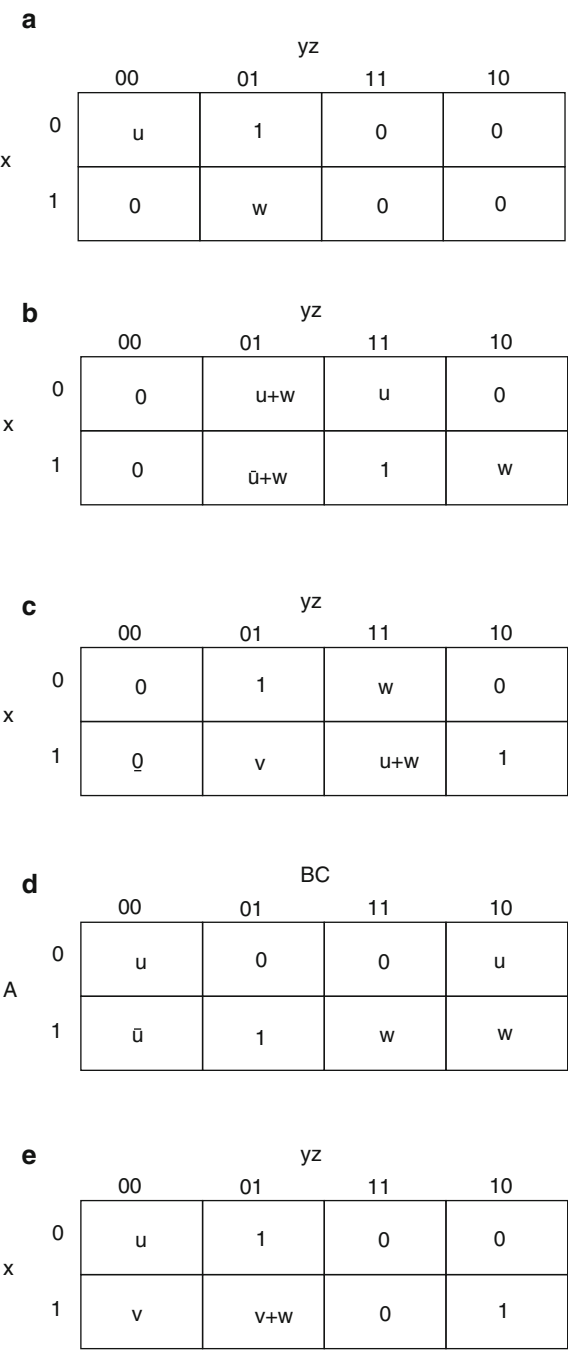 a
yz
00 01 11 10
0 u 1 0 0
x
1 0 w 0 0
b
yz
00 01 11 10
0 0 u+w u 0
x
1 0 ū+w 1 w
c
yz
00 01 11 10
0 0 1 w 0
x
1 0̲ v u+w 1
d
BC
00 01 11 10
0 u 0 0 u
A
1 ū 1 w w
e
yz
00 01 11 10
0 u 1 0 0
x
1 v v+w 0 1